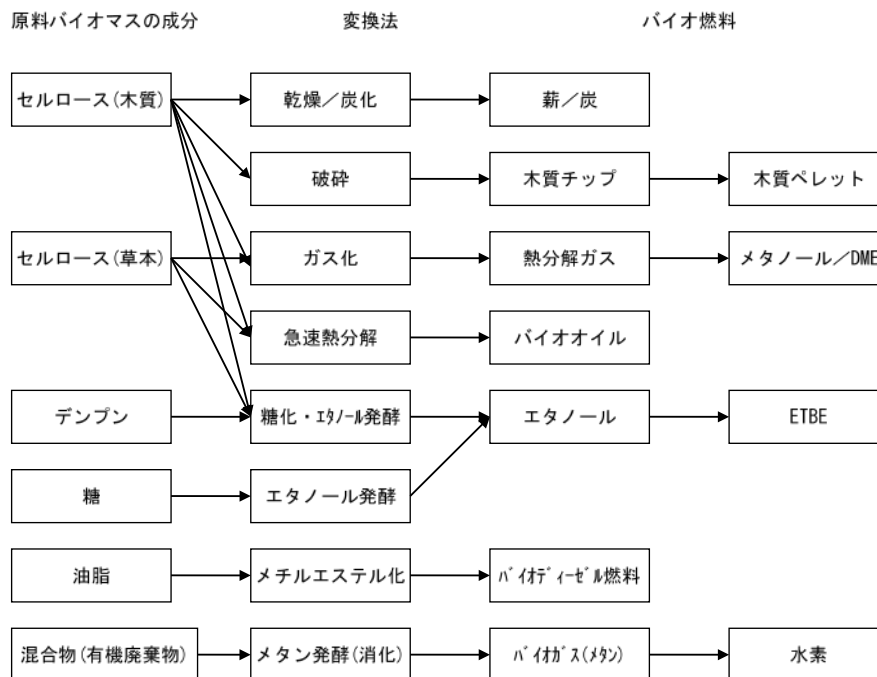 原料バイオマスの成分 変換法 バイオ燃料
セルロース(木質) 乾燥／炭化 薪／炭
破砕 木質チップ 木質ペレット
セルロース(草本) ガス化 熱分解ガス メタノール／DME
急速熱分解 バイオオイル
デンプン 糖化・ｴﾀﾉｰﾙ発酵 エタノール ETBE
糖 エタノール発酵
油脂 メチルエステル化 ﾊﾞｲｵﾃﾞｨｰｾﾞﾙ燃料
混合物(有機廃棄物) メタン発酵(消化) ﾊﾞｲｵｶﾞｽ(ﾒﾀﾝ) 水素